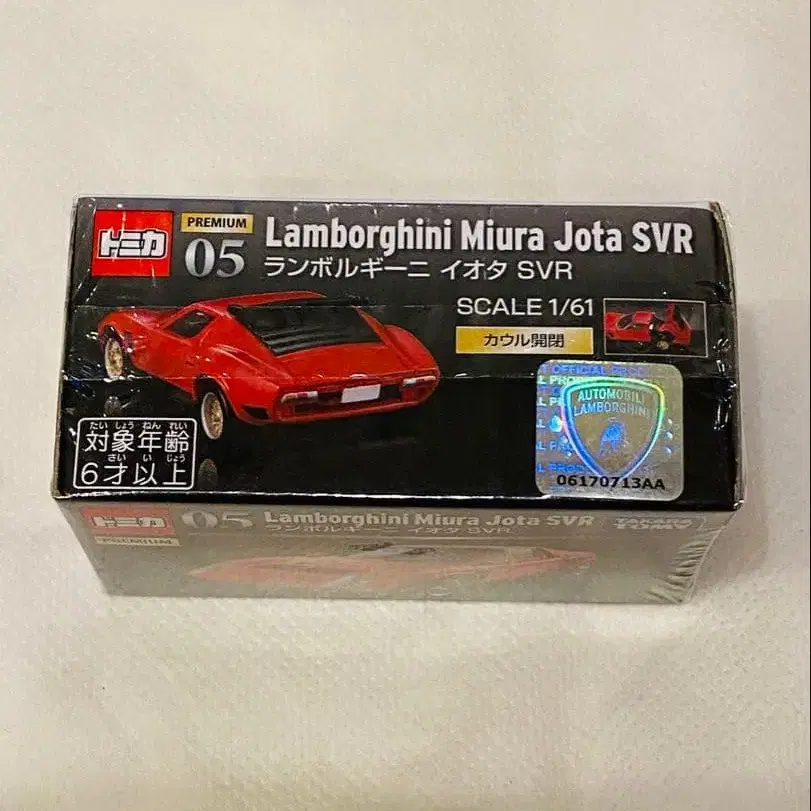 トミカ
PREMIUM
05
Lamborghini Miura Jota SVR
ランボルギーニ イオタ SVR
SCALE 1/61
カウル開閉
OFFICIAL
AUTOMOBILI
LAMBORGHINI
06170713AA
たいしょうねんれい
対象年齢
さいいじょう
6才以上
トミカ
PREMIUM
05
Lamborghini Miura Jota SVR
ランボルギー イオタ SVR
TAKARA
TOMY